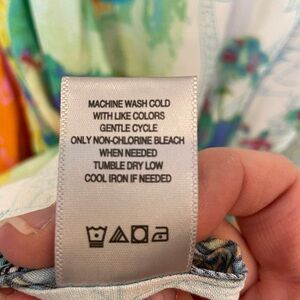 MACHINE WASH COLD
WITH LIKE COLORS
GENTLE CYCLE
ONLY NON-CHLORINE BLEACH
WHEN NEEDED
TUMBLE DRY LOW
COOL IRON IF NEEDED